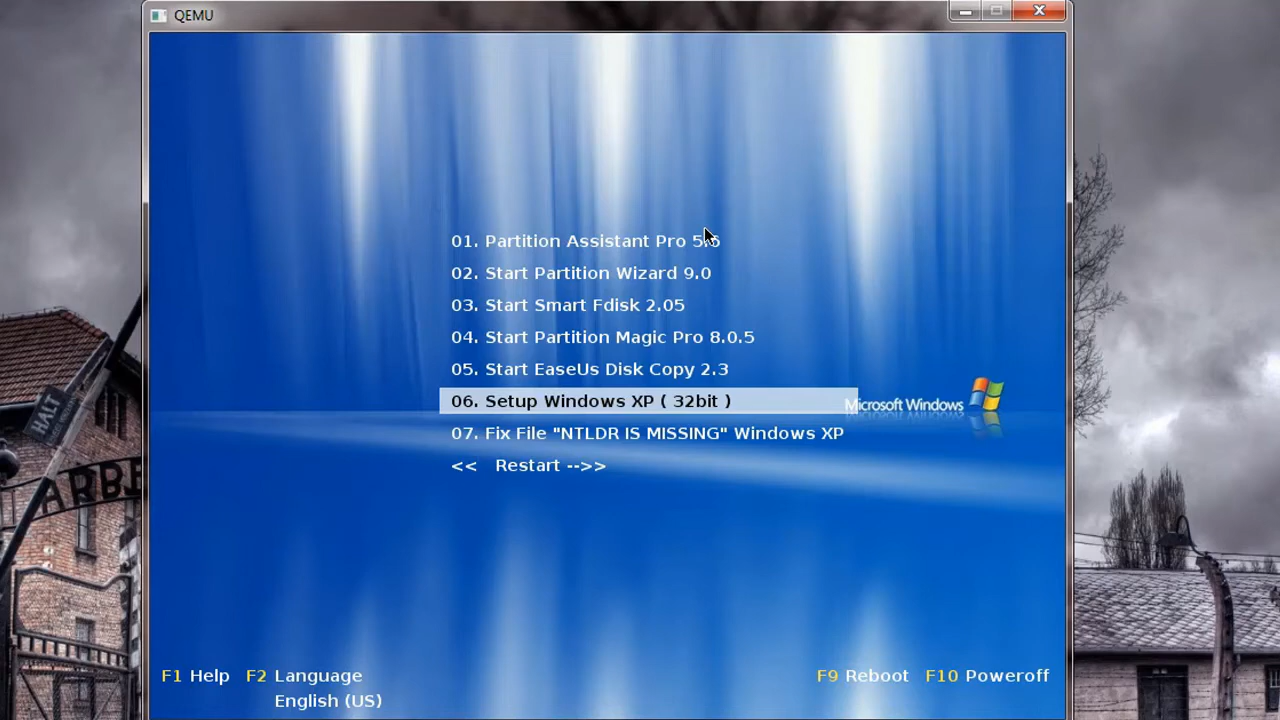 QEMU
01. Partition Assistant Pro 5.6
02. Start Partition Wizard 9.0
03. Start Smart Fdisk 2.05
04. Start Partition Magic Pro 8.0.5
05. Start EaseUs Disk Copy 2.3
06. Setup Windows XP ( 32bit )
Microsoft Windows
07. Fix File "NTLDR IS MISSING" Windows XP
<< Restart -->>
HALT
ARBE
F1 Help F2 Language
English (US)
F9 Reboot F10 Poweroff